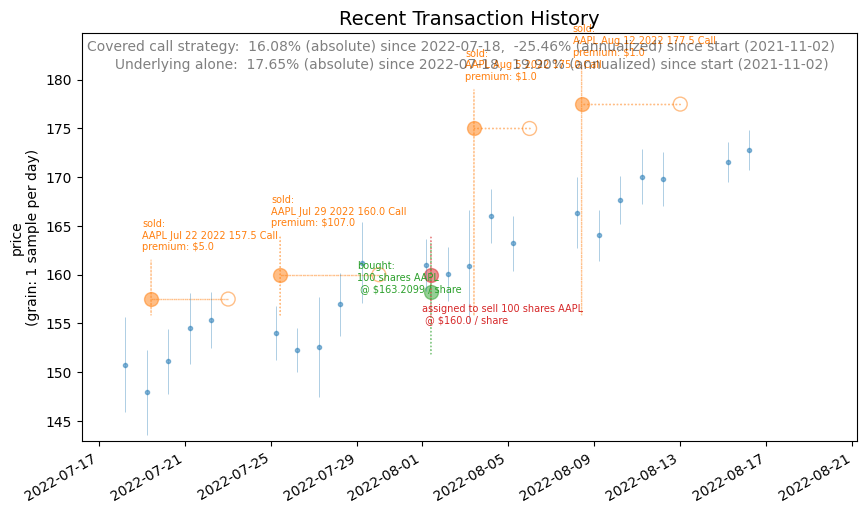 Recent Transaction History
Covered call strategy: 16.08% (absolute) since 2022-07-18, -25.46% (annualized) since start (2021-11-02)
Underlying alone: 17.65% (absolute) since 2022-07-18, 19.90% (annualized) since start (2021-11-02)
sold:
AAPL Aug 12 2022 177.5 Call
premium: $1.0
sold:
AAPL Aug 5 2022 175.0 Call
premium: $1.0
sold:
AAPL Jul 29 2022 160.0 Call
premium: $107.0
sold:
AAPL Jul 22 2022 157.5 Call
premium: $5.0
bought:
100 shares AAPL
@ $163.2099 / share
assigned to sell 100 shares AAPL
@ $160.0 / share
price
(grain: 1 sample per day)
180
175
170
165
160
155
150
145
2022-07-17
2022-07-21
2022-07-25
2022-07-29
2022-08-01
2022-08-05
2022-08-09
2022-08-13
2022-08-17
2022-08-21